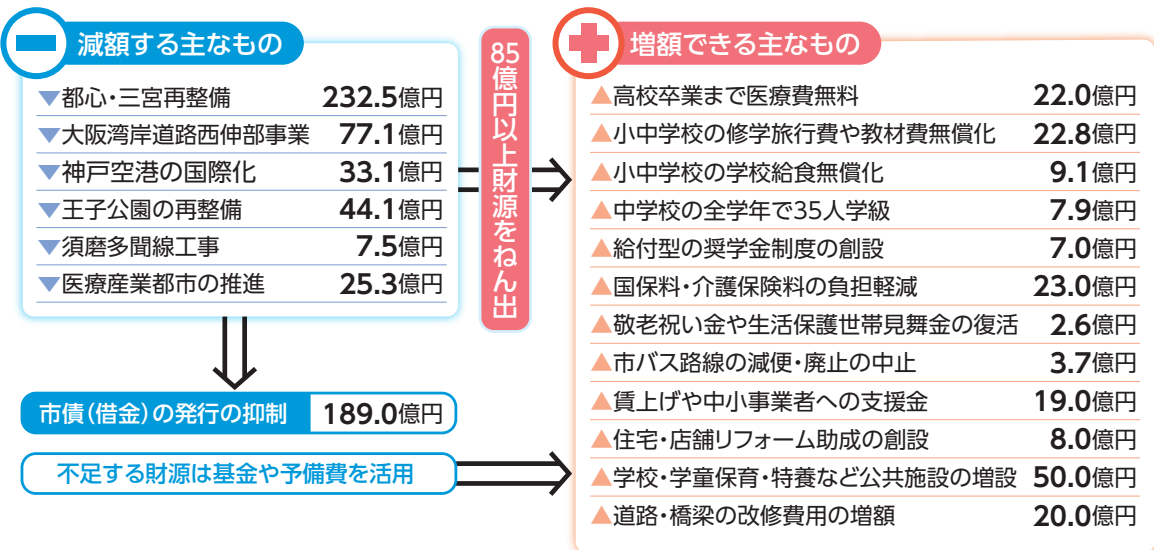 減額する主なもの
▼都心・三宮再整備 232.5億円
▼大阪湾岸道路西伸部事業 77.1億円
▼神戸空港の国際化 33.1億円
▼王子公園の再整備 44.1億円
▼須磨多聞線工事 7.5億円
▼医療産業都市の推進 25.3億円
市債(借金)の発行の抑制 189.0億円
不足する財源は基金や予備費を活用
85億円以上財源をねん出
増額できる主なもの
▲高校卒業まで医療費無料 22.0億円
▲小中学校の修学旅行費や教材費無償化 22.8億円
▲小中学校の学校給食無償化 9.1億円
▲中学校の全学年で35人学級 7.9億円
▲給付型の奨学金制度の創設 7.0億円
▲国保料・介護保険料の負担軽減 23.0億円
▲敬老祝い金や生活保護世帯見舞金の復活 2.6億円
▲市バス路線の減便・廃止の中止 3.7億円
▲賃上げや中小事業者への支援金 19.0億円
▲住宅・店舗リフォーム助成の創設 8.0億円
▲学校・学童保育・特養など公共施設の増設 50.0億円
▲道路・橋梁の改修費用の増額 20.0億円